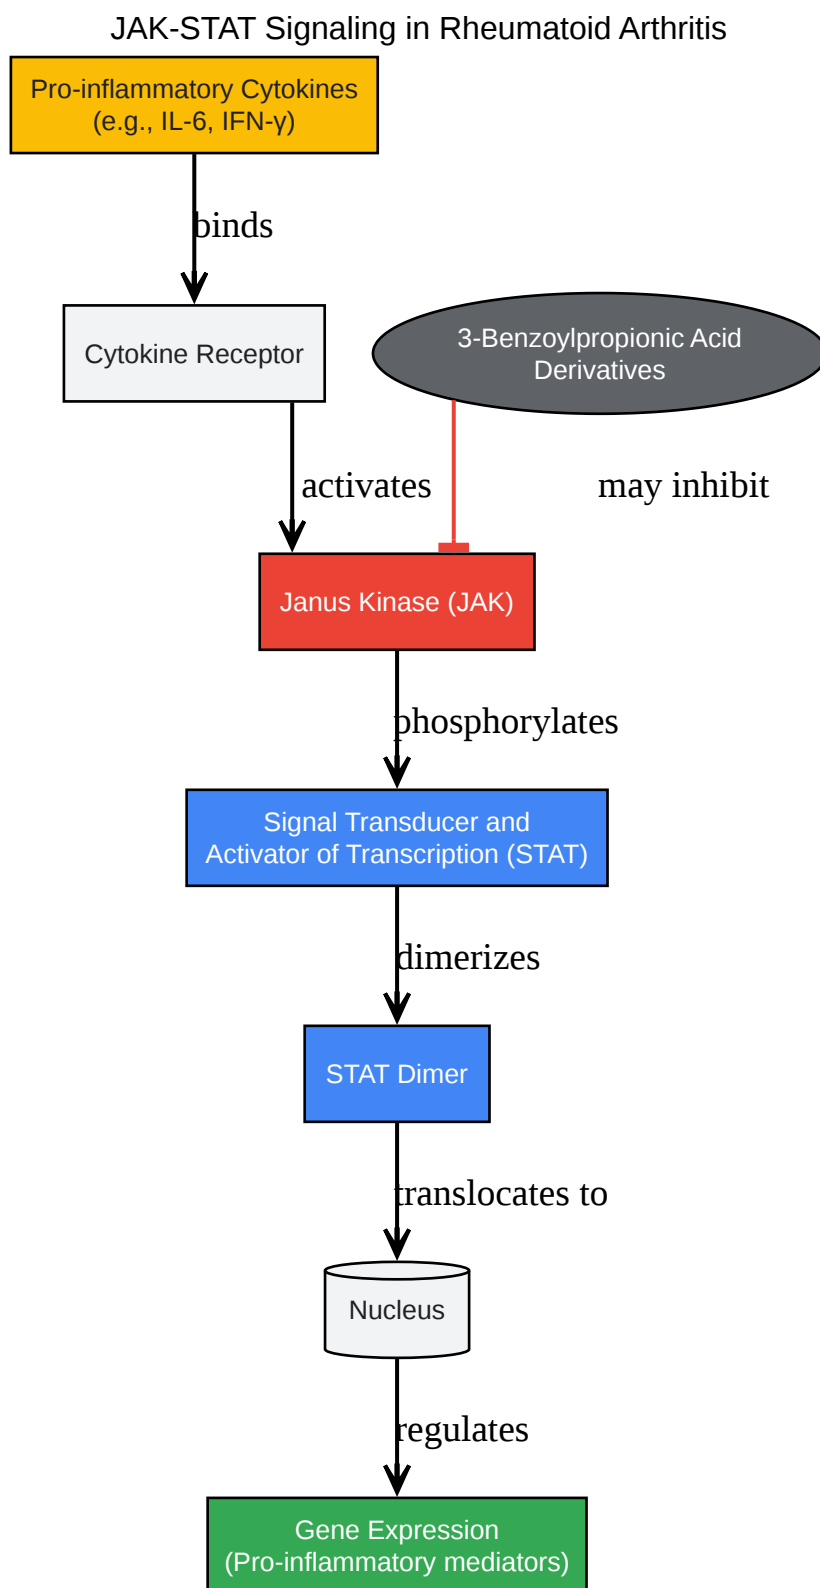 JAK-STAT Signaling in Rheumatoid Arthritis
Pro-inflammatory Cytokines
(e.g., IL-6, IFN-γ)
binds
Cytokine Receptor
3-Benzoylpropionic Acid
Derivatives
activates
may inhibit
Janus Kinase (JAK)
phosphorylates
Signal Transducer and
Activator of Transcription (STAT)
dimerizes
STAT Dimer
translocates to
Nucleus
regulates
Gene Expression
(Pro-inflammatory mediators)